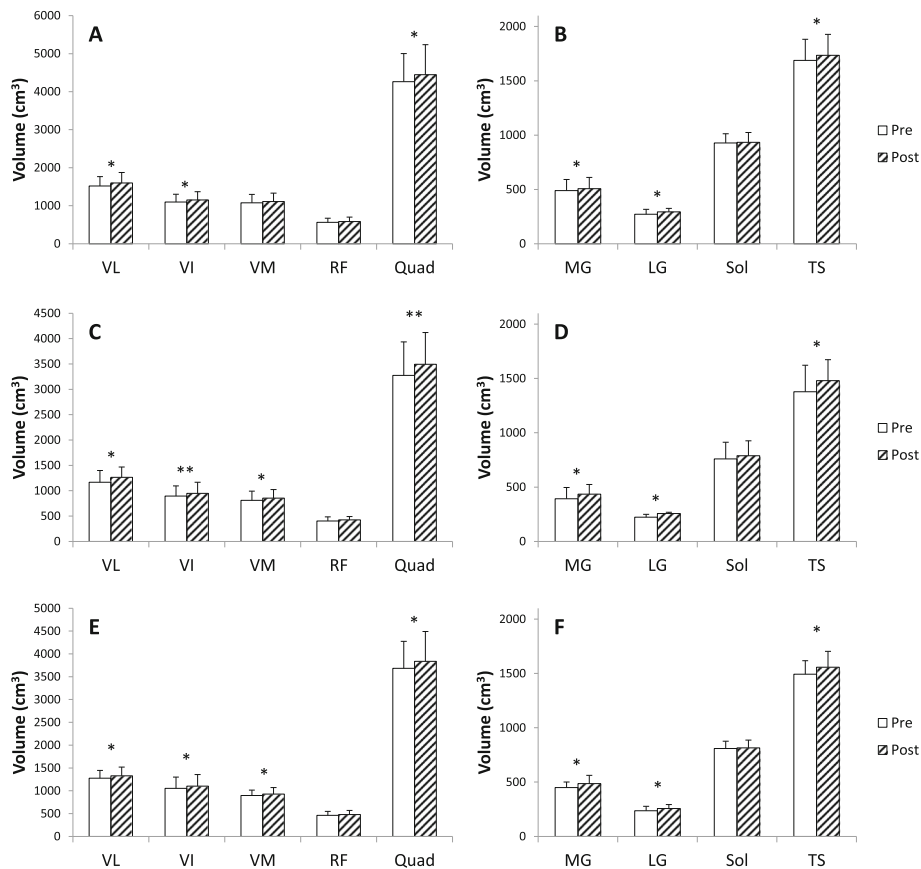 A
Volume (cm³)
6000
5000
4000
3000
2000
1000
0
*
*
*
VL VI VM RF Quad
B
Volume (cm³)
2000
1500
1000
500
0
*
*
*
MG LG Sol TS
Pre
Post
C
Volume (cm³)
4500
4000
3500
3000
2500
2000
1500
1000
500
0
*
**
*
**
VL VI VM RF Quad
D
Volume (cm³)
2000
1500
1000
500
0
*
*
*
MG LG Sol TS
Pre
Post
E
Volume (cm³)
5000
4500
4000
3500
3000
2500
2000
1500
1000
500
0
*
*
*
*
VL VI VM RF Quad
F
Volume (cm³)
2000
1500
1000
500
0
*
*
*
MG LG Sol TS
Pre
Post